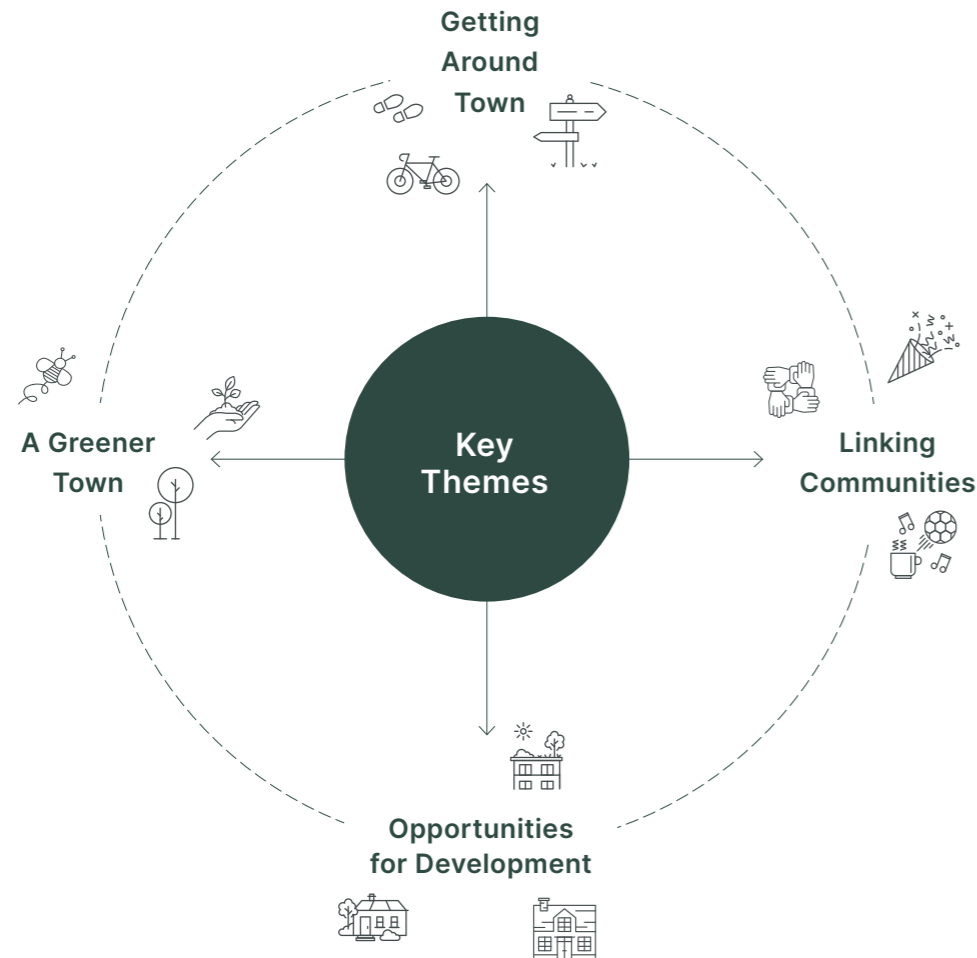 Getting
Around
Town
A Greener
Town
Key
Themes
Linking
Communities
Opportunities
for Development